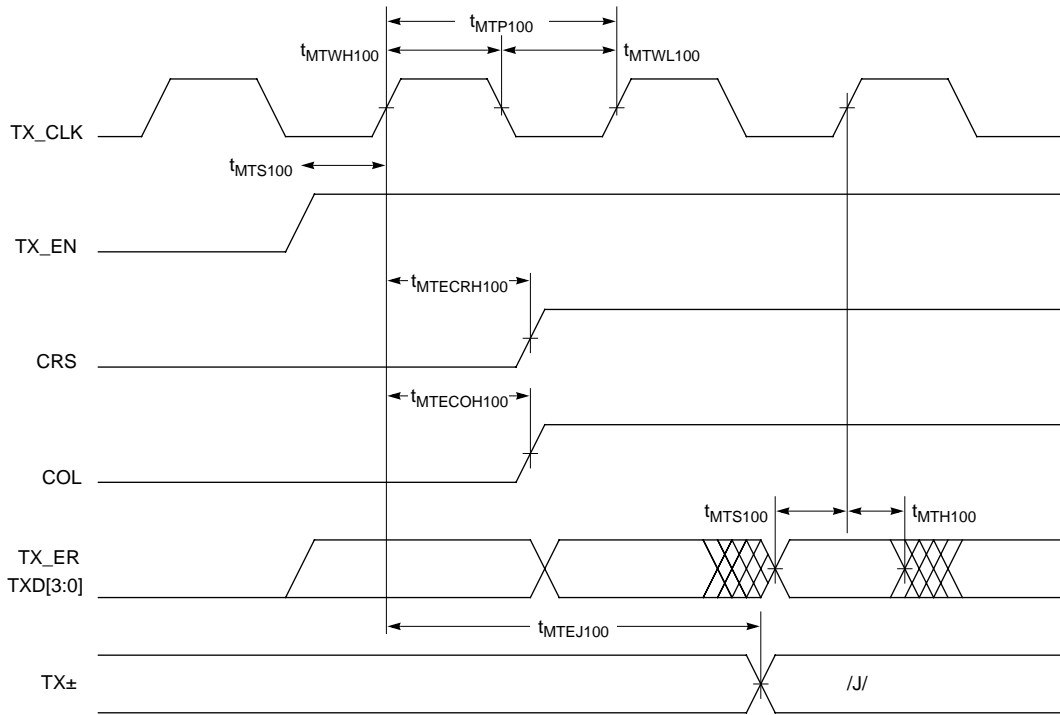 tMTP100
tMTWH100
tMTWL100
TX_CLK
tMTS100
TX_EN
tMTECRH100
CRS
tMTECOH100
COL
tMTS100
tMTH100
TX_ER
TXD[3:0]
tMTEJ100
TX±
/J/